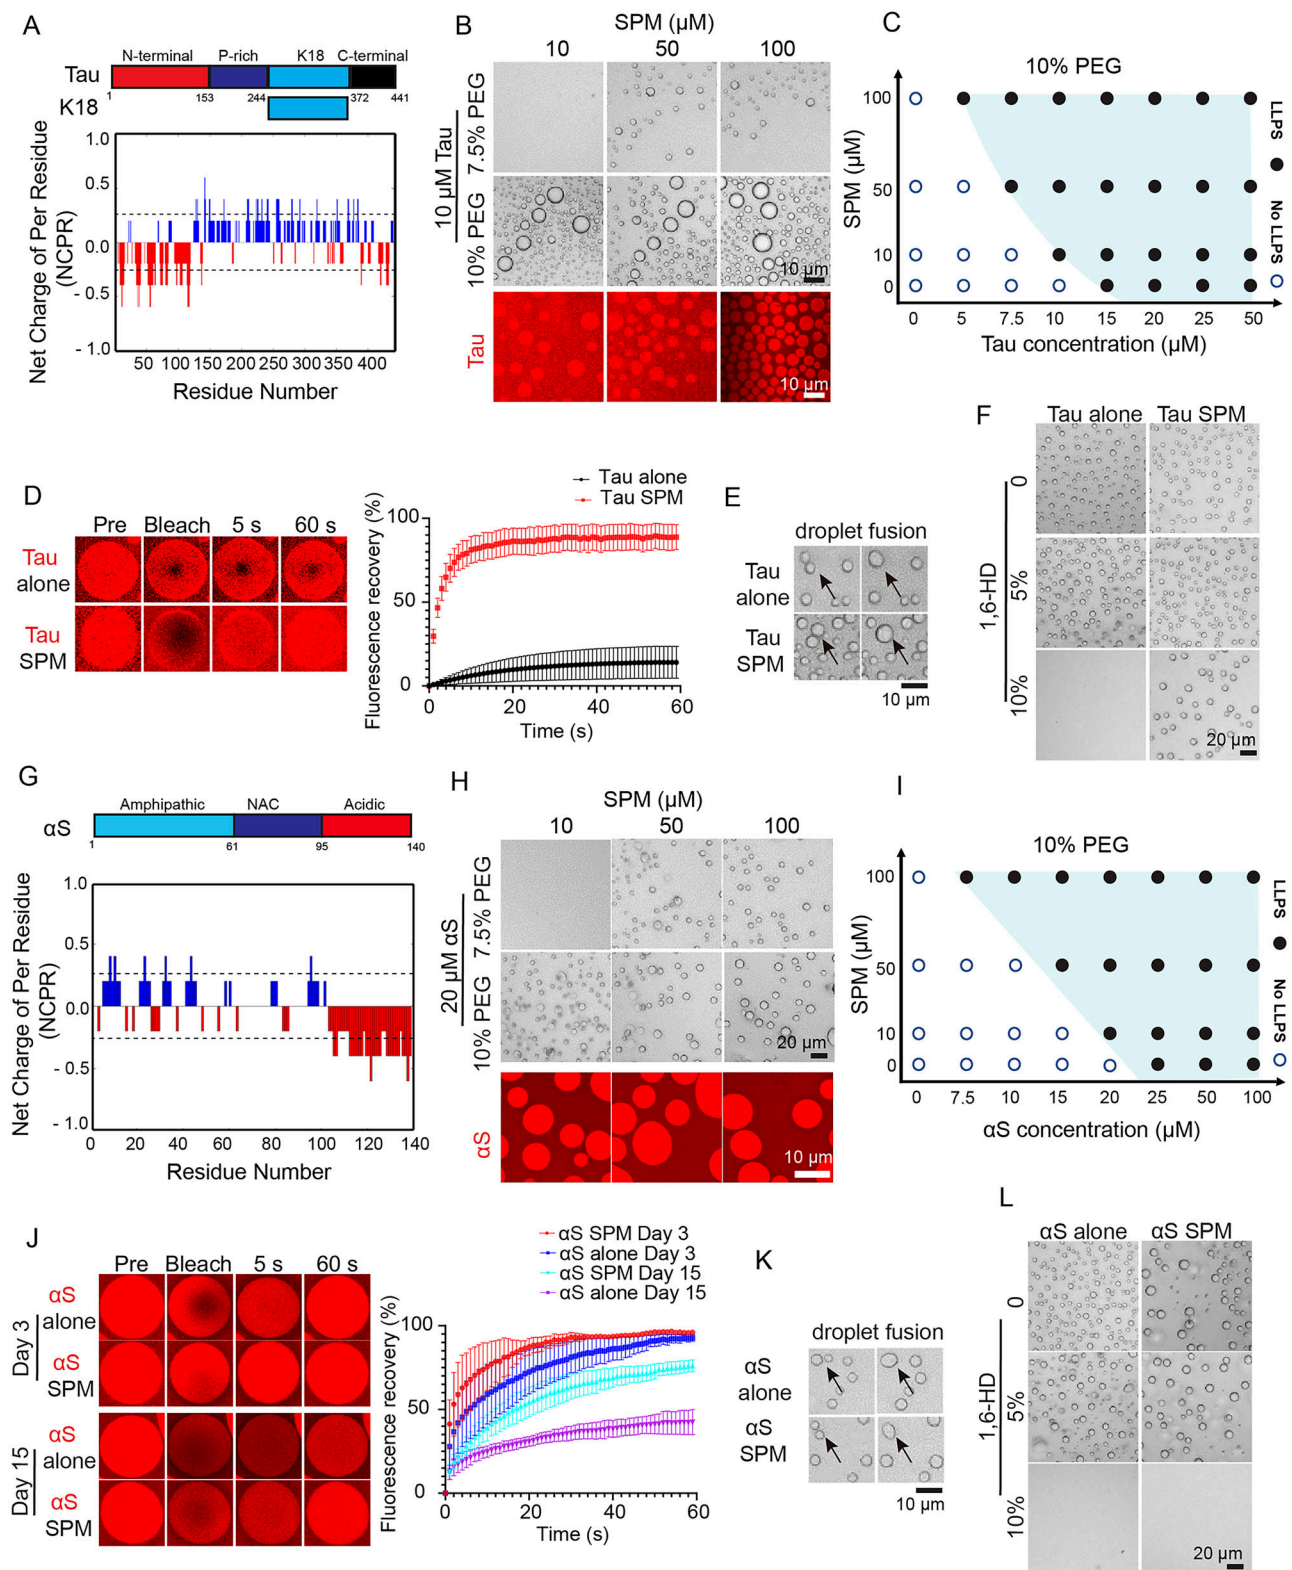 A
N-terminal P-rich K18 C-terminal
Tau
1 153 244 372 441
K18
Net Charge of Per Residue
(NCPR)
1.0
0.5
0.0
- 0.5
- 1.0
50 100 150 200 250 300 350 400
Residue Number
B
SPM (µM)
10 50 100
10 µM Tau
7.5% PEG
10% PEG
10 µm
Tau
10 µm
C
10% PEG
SPM (µM)
100
50
10
0
0 5 7.5 10 15 20 25 50
Tau concentration (µM)
LLPS
No LLPS
D
Pre Bleach 5 s 60 s
Tau
alone
Tau
SPM
Tau alone
Tau SPM
Fluorescence recovery (%)
100
50
0
0 20 40 60
Time (s)
E
droplet fusion
Tau
alone
Tau
SPM
10 µm
F
Tau alone Tau SPM
1,6-HD
0
5%
10%
20 µm
G
Amphipathic NAC Acidic
αS
1 61 95 140
Net Charge of Per Residue
(NCPR)
1.0
0.5
0.0
- 0.5
- 1.0
0 20 40 60 80 100 120 140
Residue Number
H
SPM (µM)
10 50 100
20 µM αS
7.5% PEG
10% PEG
20 µm
αS
10 µm
I
10% PEG
SPM (µM)
100
50
10
0
0 7.5 10 15 20 25 50 100
αS concentration (µM)
LLPS
No LLPS
J
Pre Bleach 5 s 60 s
Day 3
αS
alone
αS
SPM
Day 15
αS
alone
αS
SPM
αS SPM Day 3
αS alone Day 3
αS SPM Day 15
αS alone Day 15
Fluorescence recovery (%)
100
50
0
0 20 40 60
Time (s)
K
droplet fusion
αS
alone
αS
SPM
10 µm
L
αS alone αS SPM
1,6-HD
0
5%
10%
20 µm